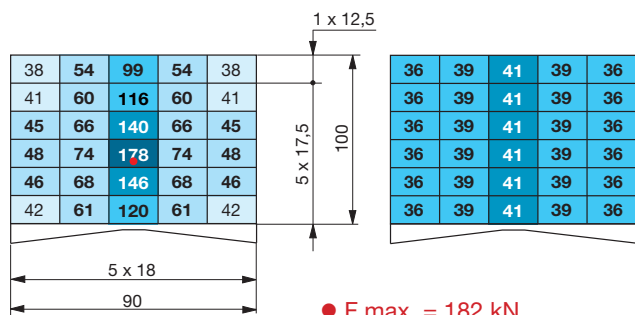 1 x 12,5
38 54 99 54 38
41 60 116 60 41
45 66 140 66 45
48 74 178 74 48
46 68 146 68 46
42 61 120 61 42
5 x 17,5
100
36 39 41 39 36
36 39 41 39 36
36 39 41 39 36
36 39 41 39 36
36 39 41 39 36
36 39 41 39 36
5 x 18
90
F max. = 182 kN